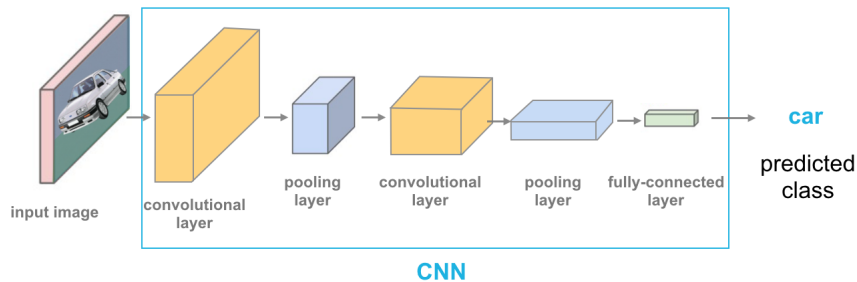 input image
convolutional
layer
pooling
layer
convolutional
layer
pooling
layer
fully-connected
layer
car
predicted
class
CNN